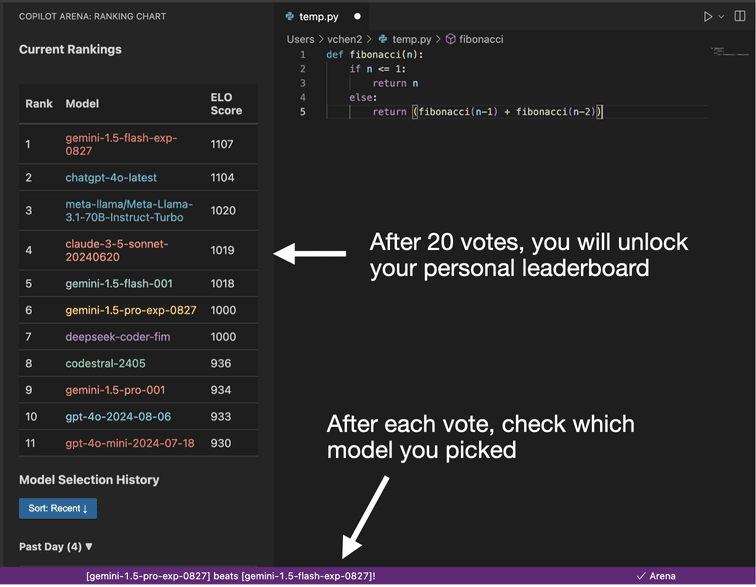 COPILOT ARENA: RANKING CHART
Current Rankings
Rank Model ELO Score
1 gemini-1.5-flash-exp-0827 1107
2 chatgpt-4o-latest 1104
3 meta-llama/Meta-Llama-3.1-70B-Instruct-Turbo 1020
4 claude-3-5-sonnet-20240620 1019
5 gemini-1.5-flash-001 1018
6 gemini-1.5-pro-exp-0827 1000
7 deepseek-coder-fim 1000
8 codestral-2405 936
9 gemini-1.5-pro-001 934
10 gpt-4o-2024-08-06 933
11 gpt-4o-mini-2024-07-18 930
Model Selection History
Sort: Recent ↓
Past Day (4) ▼
temp.py
Users > vchen2 > temp.py > fibonacci
1 def fibonacci(n):
2 if n <= 1:
3 return n
4 else:
5 return (fibonacci(n-1) + fibonacci(n-2))
After 20 votes, you will unlock
your personal leaderboard
After each vote, check which
model you picked
[gemini-1.5-pro-exp-0827] beats [gemini-1.5-flash-exp-0827]!
✓ Arena